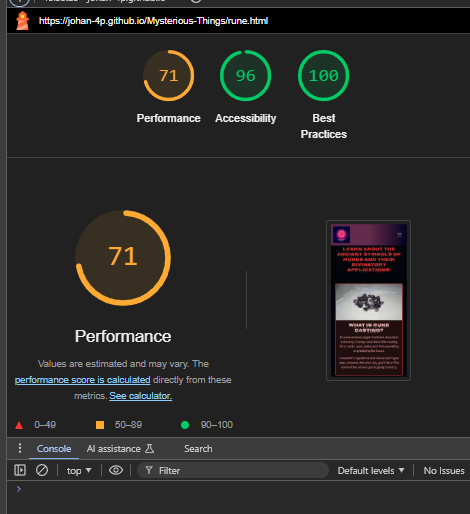 https://johan-4p.github.io/Mysterious-Things/rune.html
71
96
100
Performance
Accessibility
Best
Practices
71
LEARN ABOUT THE
ANCIENT SYMBOLS OF
RUNES AND THEIR
DIVINATORY
APPLICATIONS!
WHAT IS RUNE
CASTING?
Performance
Values are estimated and may vary. The
performance score is calculated directly from these
metrics. See calculator.
0–49
50–89
90–100
Console
AI assistance
Search
top
Filter
Default levels
No Issues